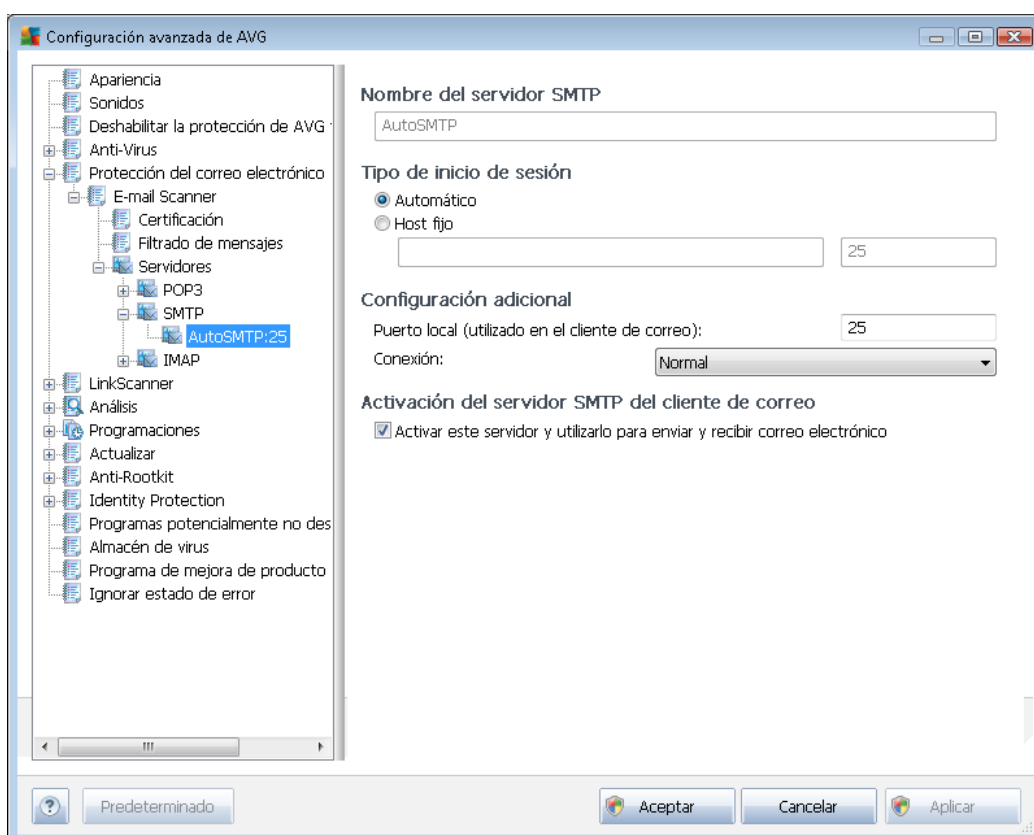 Configuración avanzada de AVG
Apariencia
Sonidos
Deshabilitar la protección de AVG
Anti-Virus
Protección del correo electrónico
E-mail Scanner
Certificación
Filtrado de mensajes
Servidores
POP3
SMTP
AutoSMTP:25
IMAP
LinkScanner
Análisis
Programaciones
Actualizar
Anti-Rootkit
Identity Protection
Programas potencialmente no des
Almacén de virus
Programa de mejora de producto
Ignorar estado de error
Nombre del servidor SMTP
AutoSMTP
Tipo de inicio de sesión
Automático
Host fijo
25
Configuración adicional
Puerto local (utilizado en el cliente de correo): 25
Conexión: Normal
Activación del servidor SMTP del cliente de correo
Activar este servidor y utilizarlo para enviar y recibir correo electrónico
? Predeterminado Aceptar Cancelar Aplicar